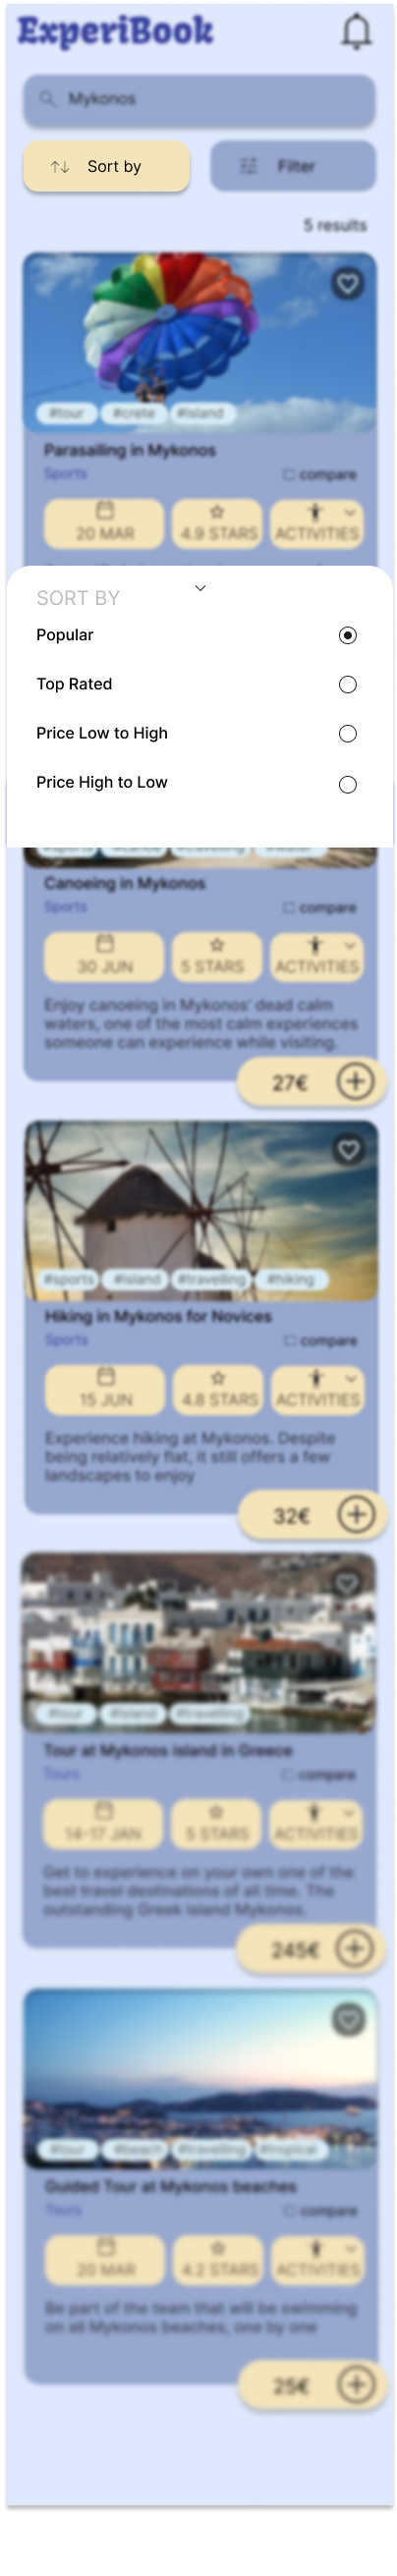 ExperiBook
Mykonos
Sort by
Filter
5 results
#tour #crete #island
Parasailing in Mykonos
Sports
compare
20 MAR
4.9 STARS
ACTIVITIES
SORT BY
Popular
Top Rated
Price Low to High
Price High to Low
Canoeing in Mykonos
Sports
compare
30 JUN
5 STARS
ACTIVITIES
Enjoy canoeing in Mykonos' dead calm
waters, one of the most calm experiences
someone can experience while visiting.
27€
#sports #island #travelling #hiking
Hiking in Mykonos for Novices
Sports
compare
15 JUN
4.8 STARS
ACTIVITIES
Experience hiking at Mykonos. Despite
being relatively flat, it still offers a few
landscapes to enjoy
32€
#tour #island #travelling
Tour at Mykonos island in Greece
Tours
compare
14-17 JAN
5 STARS
ACTIVITIES
Get to experience on your own one of the
best travel destinations of all time. The
outstanding Greek island Mykonos.
245€
#tour #beach #travelling #tropical
Guided Tour at Mykonos beaches
Tours
compare
20 MAR
4.2 STARS
ACTIVITIES
Be part of the team that will be swimming
on all Mykonos beaches, one by one
25€